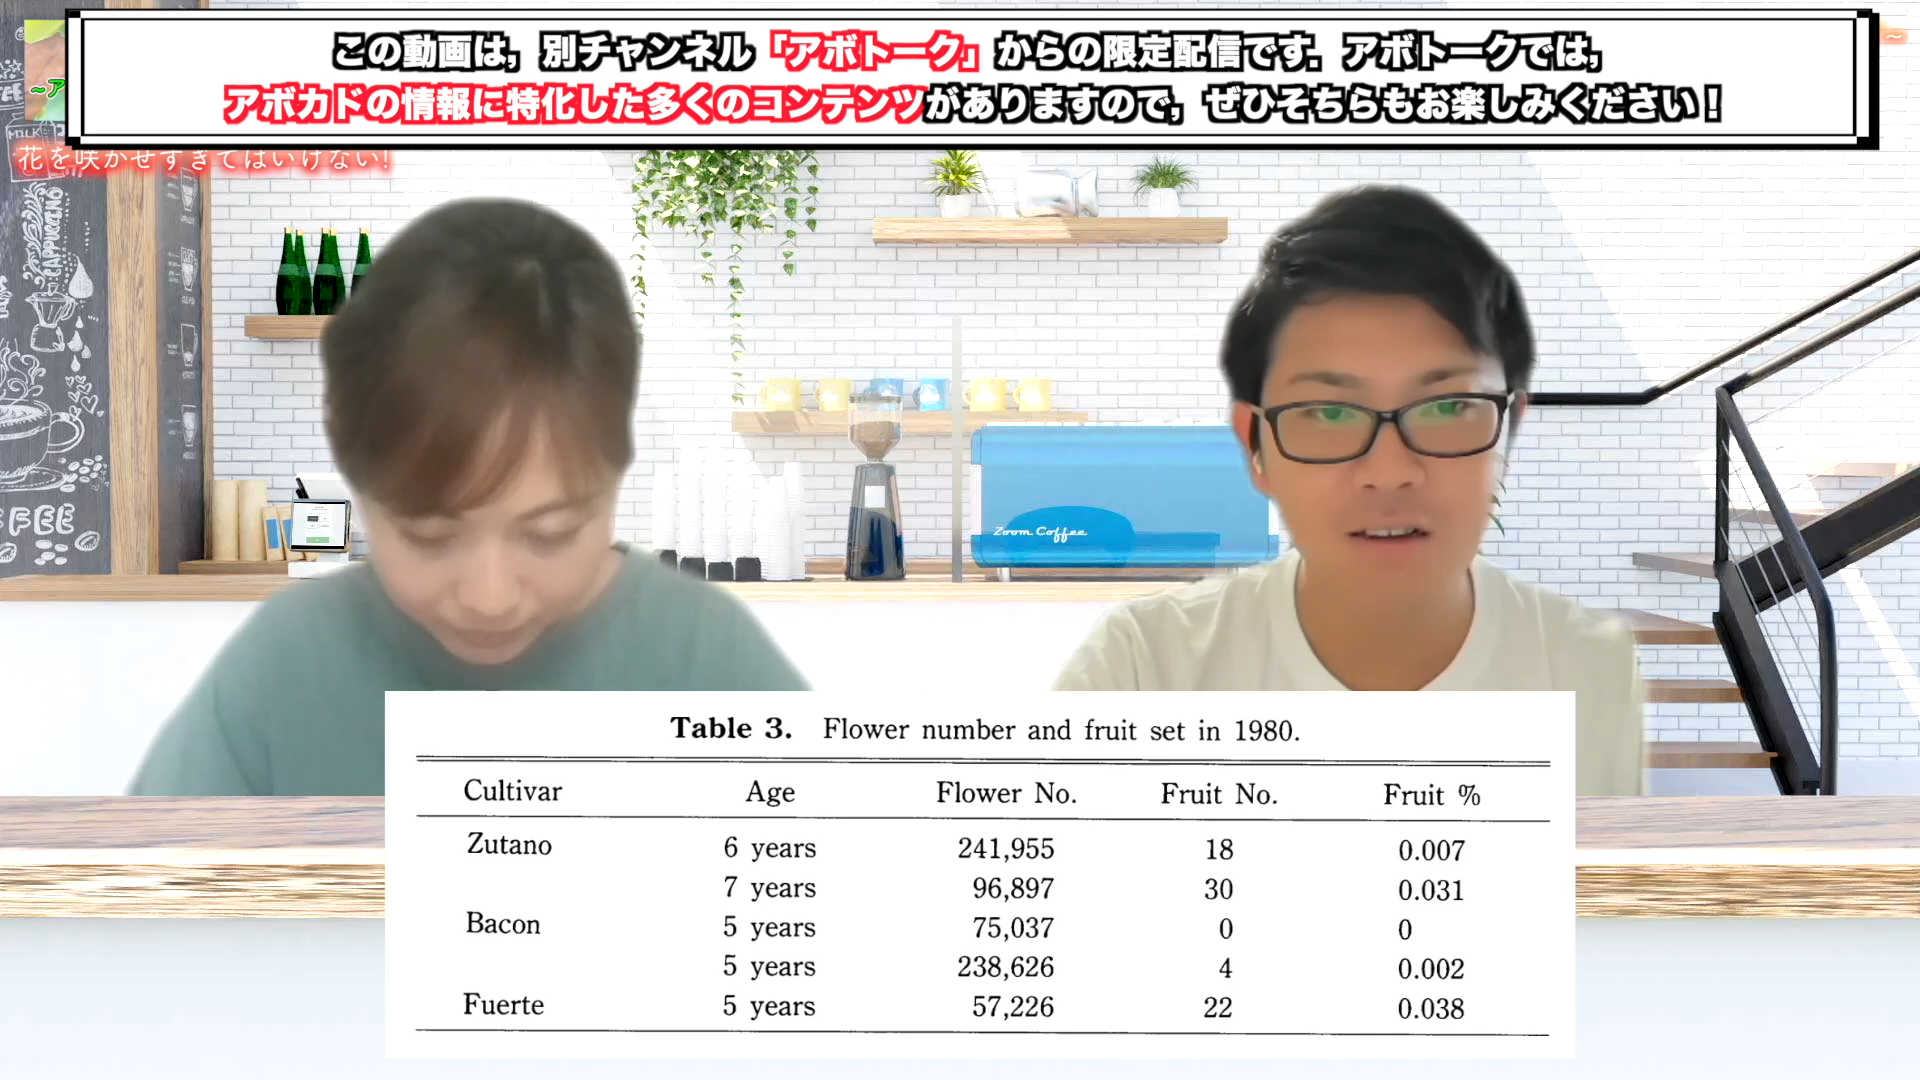 この動画は，別チャンネル「アボトーク」からの限定配信です．アボトークでは，
アボカドの情報に特化した多くのコンテンツがありますので，ぜひそちらもお楽しみください！
~ア
~
花を咲かせすぎてはいけない!
MILK
CAPPUCINO
FEE
Zoom Coffee
Table 3. Flower number and fruit set in 1980.
Cultivar Age Flower No. Fruit No. Fruit %
Zutano 6 years 241,955 18 0.007
7 years 96,897 30 0.031
Bacon 5 years 75,037 0 0
5 years 238,626 4 0.002
Fuerte 5 years 57,226 22 0.038